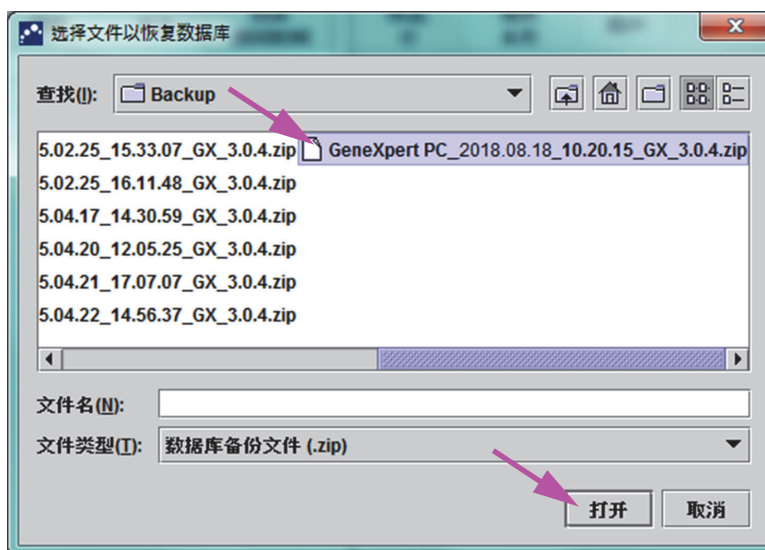 选择文件以恢复数据库
查找(I): Backup
5.02.25_15.33.07_GX_3.0.4.zip GeneXpert PC_2018.08.18_10.20.15_GX_3.0.4.zip
5.02.25_16.11.48_GX_3.0.4.zip
5.04.17_14.30.59_GX_3.0.4.zip
5.04.20_12.05.25_GX_3.0.4.zip
5.04.21_17.07.07_GX_3.0.4.zip
5.04.22_14.56.37_GX_3.0.4.zip
文件名(N):
文件类型(T): 数据库备份文件 (.zip)
打开 取消